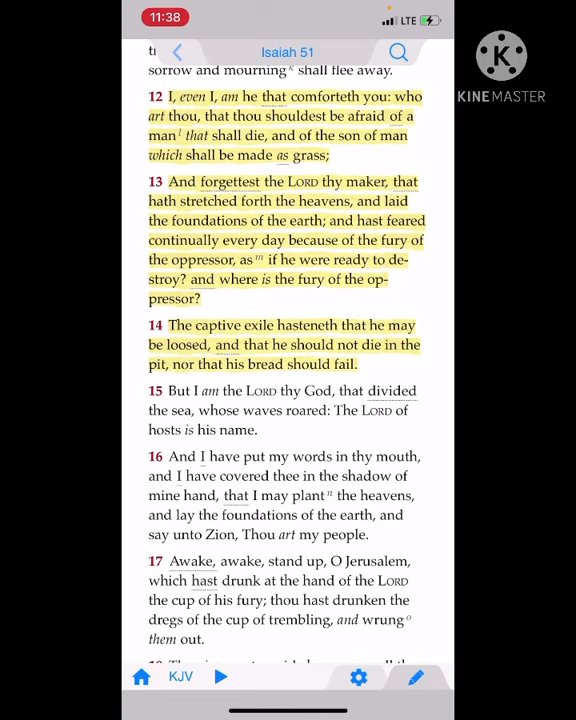 11:38
LTE
Isaiah 51
sorrow and mourning k shall flee away.
12 I, even I, am he that comforteth you: who
art thou, that thou shouldest be afraid of a
man l that shall die, and of the son of man
which shall be made as grass;
13 And forgettest the LORD thy maker, that
hath stretched forth the heavens, and laid
the foundations of the earth; and hast feared
continually every day because of the fury of
the oppressor, as m if he were ready to de-
stroy? and where is the fury of the op-
pressor?
14 The captive exile hasteneth that he may
be loosed, and that he should not die in the
pit, nor that his bread should fail.
15 But I am the LORD thy God, that divided
the sea, whose waves roared: The LORD of
hosts is his name.
16 And I have put my words in thy mouth,
and I have covered thee in the shadow of
mine hand, that I may plant n the heavens,
and lay the foundations of the earth, and
say unto Zion, Thou art my people.
17 Awake, awake, stand up, O Jerusalem,
which hast drunk at the hand of the LORD
the cup of his fury; thou hast drunken the
dregs of the cup of trembling, and wrung o
them out.
KJV
K
KINEMASTER